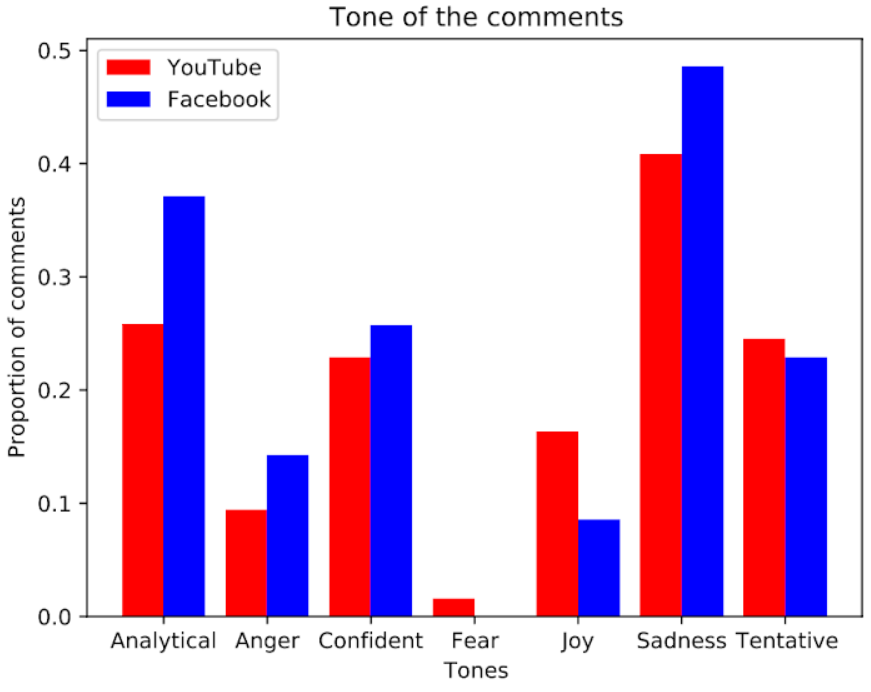 Tone of the comments
YouTube
Facebook
Proportion of comments
0.5
0.4
0.3
0.2
0.1
0.0
Analytical Anger Confident Fear Joy Sadness Tentative
Tones